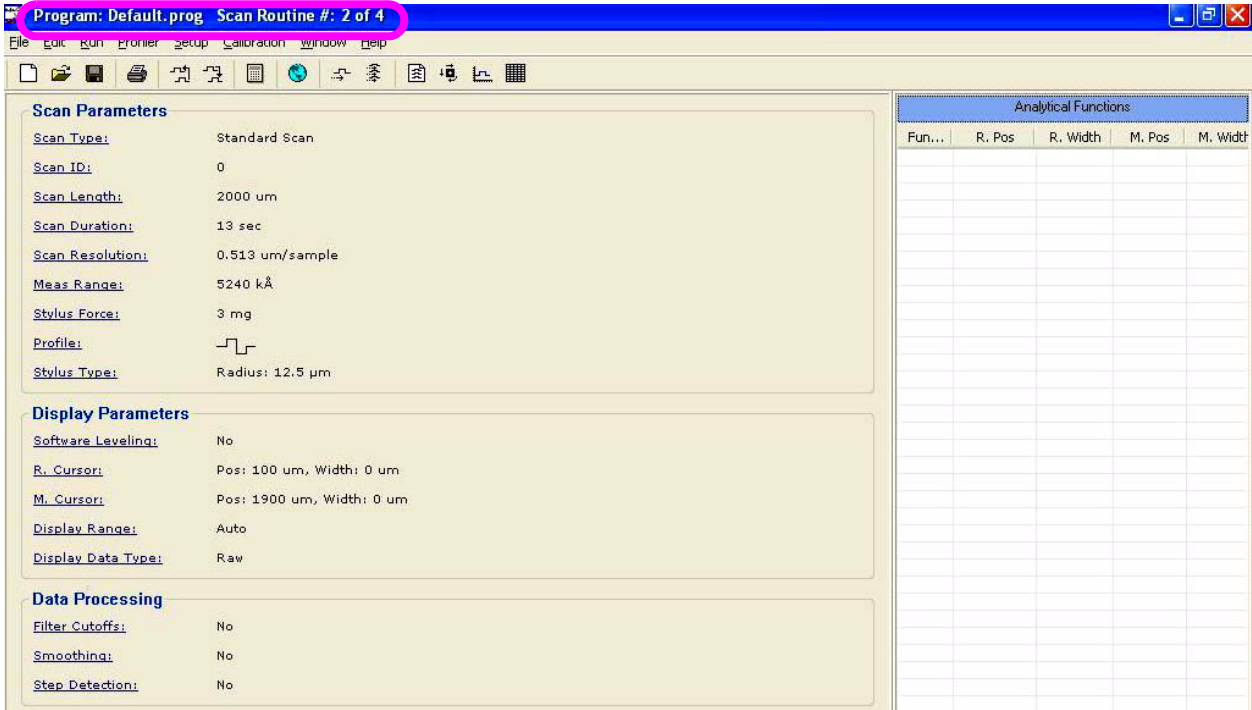 Program: Default.prog Scan Routine #: 2 of 4
File Edit Run Profiler Setup Calibration Window Help
Scan Parameters
Scan Type: Standard Scan
Scan ID: 0
Scan Length: 2000 um
Scan Duration: 13 sec
Scan Resolution: 0.513 um/sample
Meas Range: 5240 kÅ
Stylus Force: 3 mg
Profile:
Stylus Type: Radius: 12.5 µm
Display Parameters
Software Leveling: No
R. Cursor: Pos: 100 um, Width: 0 um
M. Cursor: Pos: 1900 um, Width: 0 um
Display Range: Auto
Display Data Type: Raw
Data Processing
Filter Cutoffs: No
Smoothing: No
Step Detection: No
Analytical Functions
Fun... R. Pos R. Width M. Pos M. Width